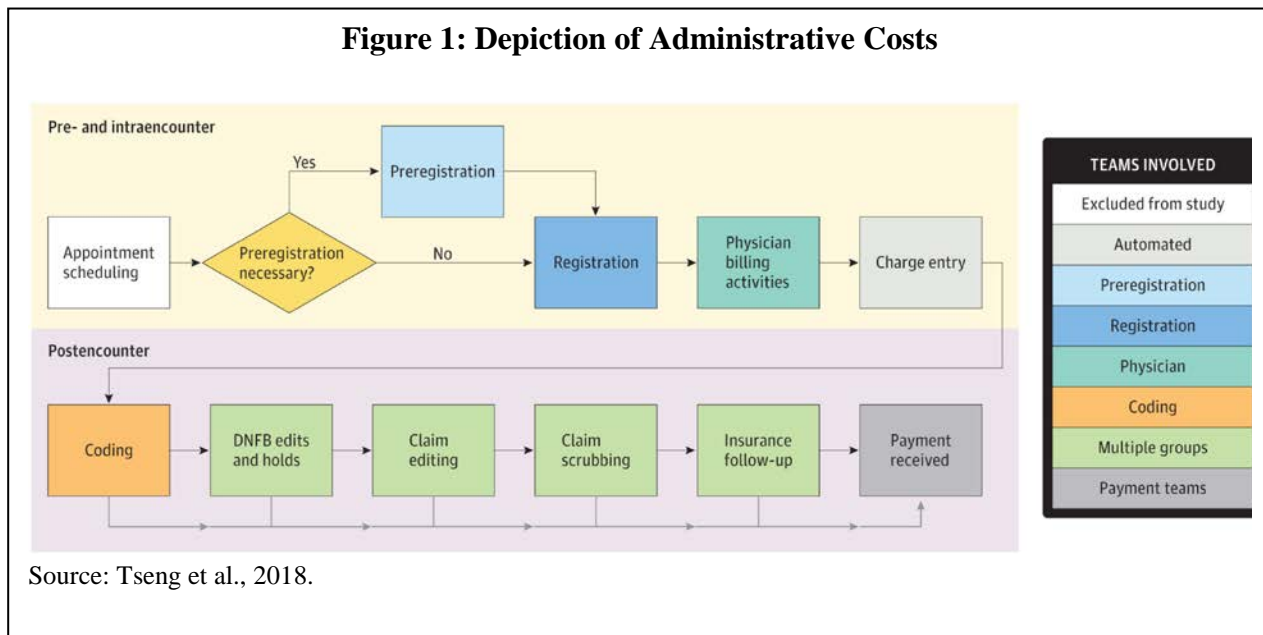 Figure 1: Depiction of Administrative Costs
Pre- and intraencounter
Yes
Preregistration
Appointment
scheduling
Preregistration
necessary?
No
Registration
Physician
billing
activities
Charge entry
Postencounter
Coding
DNFB edits
and holds
Claim
editing
Claim
scrubbing
Insurance
follow-up
Payment
received
TEAMS INVOLVED
Excluded from study
Automated
Preregistration
Registration
Physician
Coding
Multiple groups
Payment teams
Source: Tseng et al., 2018.